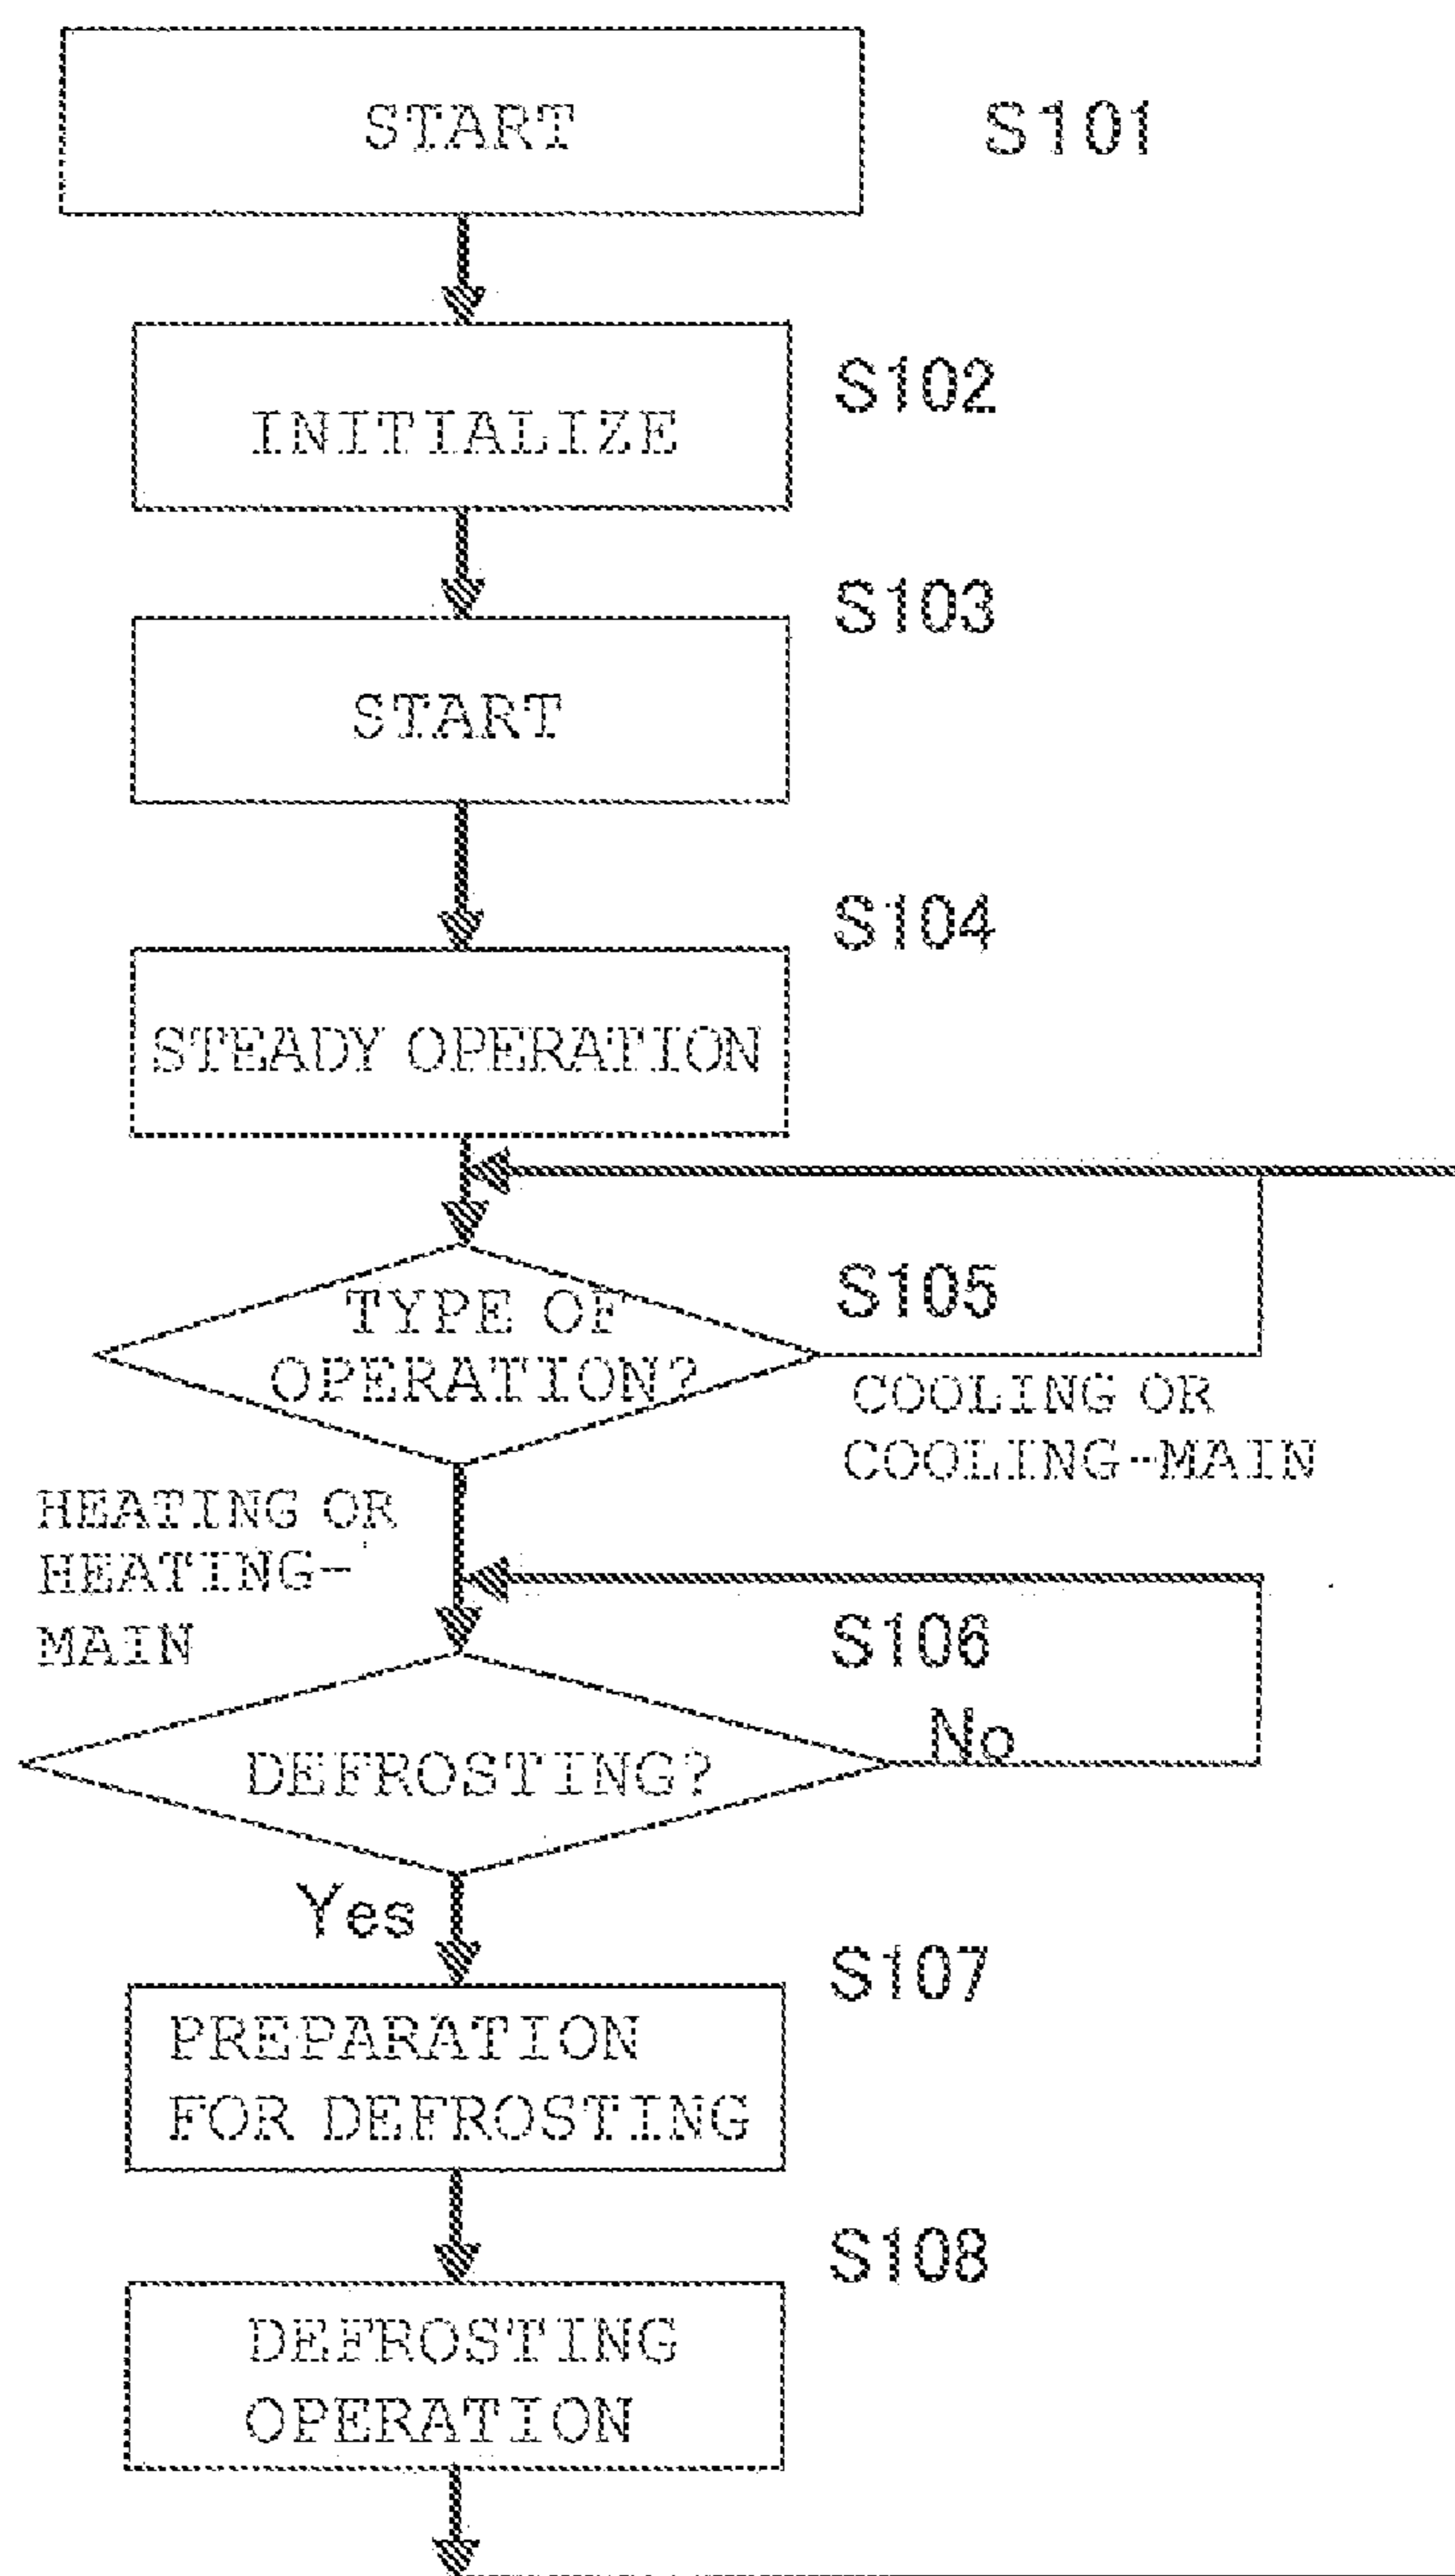 START
S101
INITIALIZE
S102
S103
START
S104
STEADY OPERATION
S105
TYPE OF
OPERATION?
COOLING OR
COOLING-MAIN
HEATING OR
HEATING-
MAIN
S106
No
DEFROSTING?
Yes
S107
PREPARATION
FOR DEFROSTING
S108
DEFROSTING
OPERATION